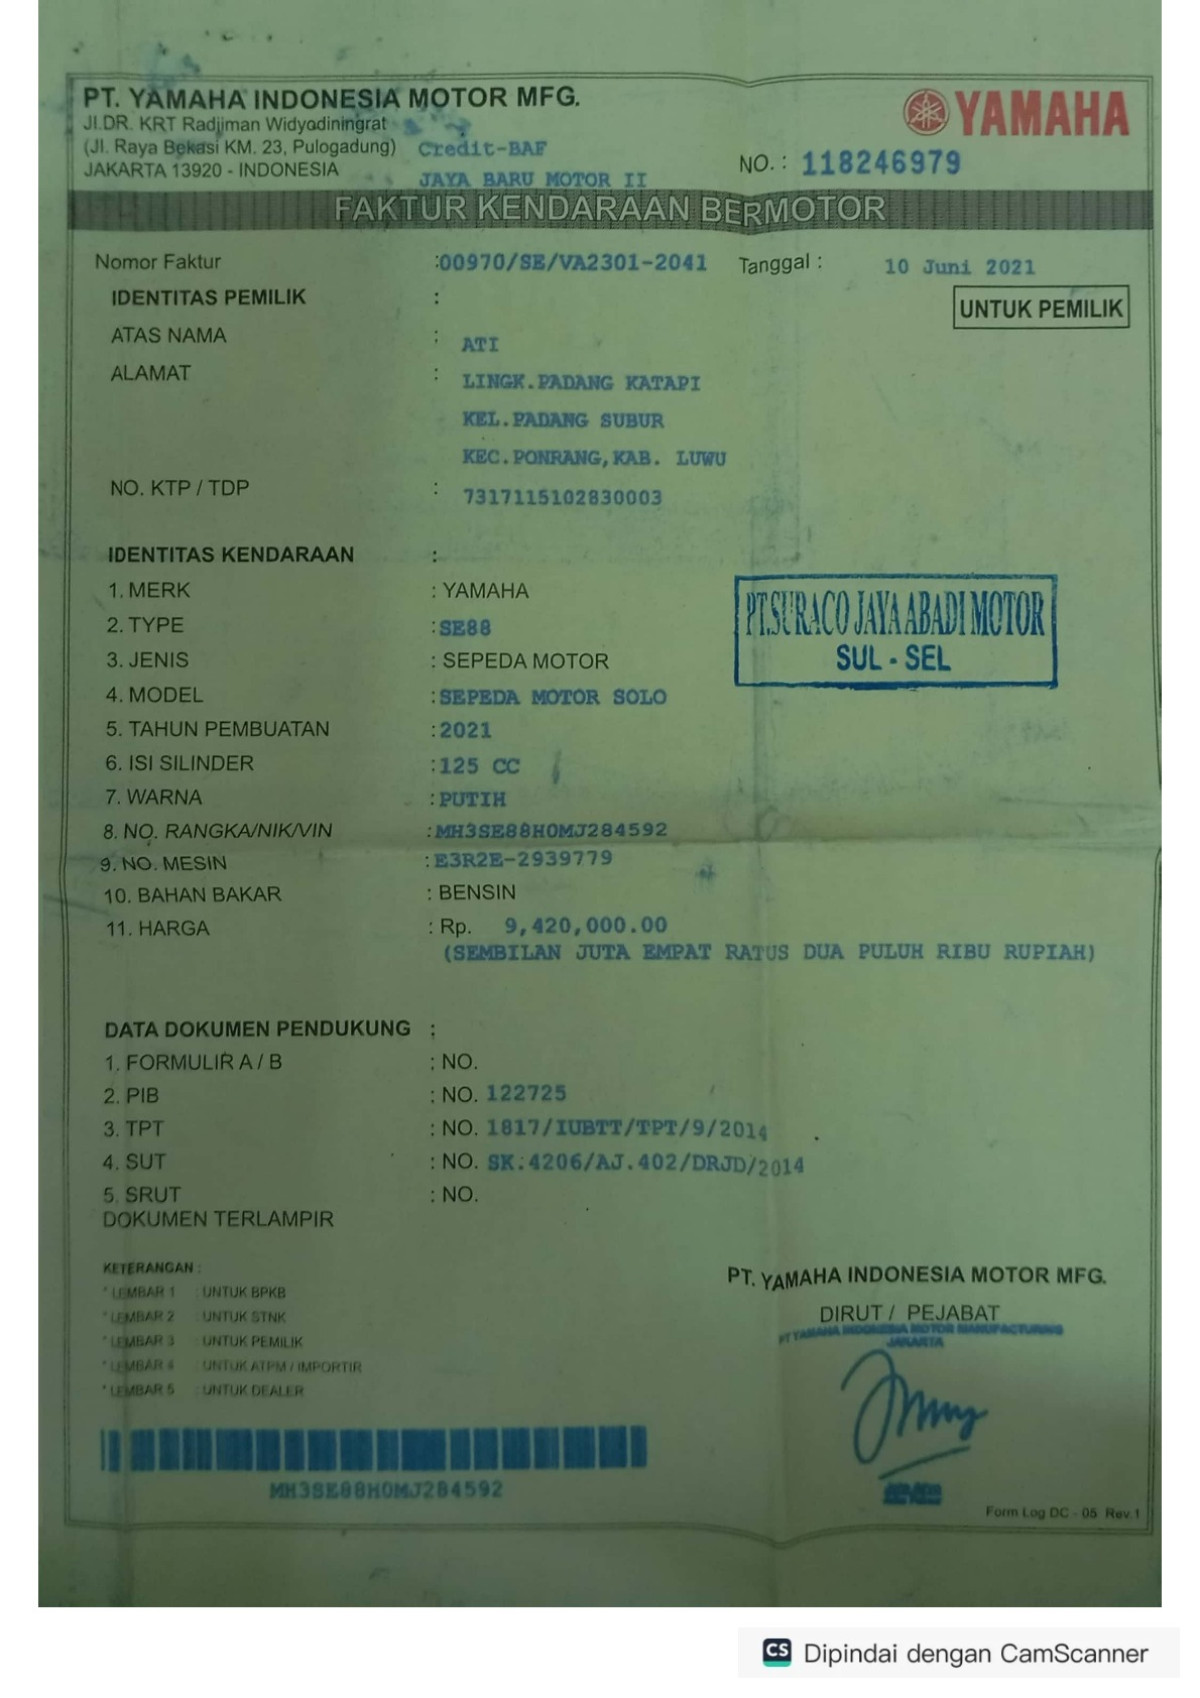 PT. YAMAHA INDONESIA MOTOR MFG.
Jl.DR. KRT Radjiman Widyodiningrat
(Jl. Raya Bekasi KM. 23, Pulogadung) Credit-BAF
JAKARTA 13920 - INDONESIA JAYA BARU MOTOR II
YAMAHA
NO. : 118246979
FAKTUR KENDARAAN BERMOTOR
Nomor Faktur :00970/SE/VA2301-2041 Tanggal : 10 Juni 2021
IDENTITAS PEMILIK :
UNTUK PEMILIK
ATAS NAMA : ATI
ALAMAT : LINGK.PADANG KATAPI
KEL.PADANG SUBUR
KEC.PONRANG,KAB. LUWU
NO. KTP / TDP : 7317115102830003
IDENTITAS KENDARAAN :
1. MERK : YAMAHA
2. TYPE :SE88
3. JENIS : SEPEDA MOTOR
4. MODEL :SEPEDA MOTOR SOLO
5. TAHUN PEMBUATAN :2021
6. ISI SILINDER :125 CC
7. WARNA :PUTIH
8. NO. RANGKA/NIK/VIN :MH3SE88H0MJ284592
9. NO. MESIN :E3R2E-2939779
10. BAHAN BAKAR : BENSIN
11. HARGA : Rp. 9,420,000.00
(SEMBILAN JUTA EMPAT RATUS DUA PULUH RIBU RUPIAH)
PT.SURACO JAYA ABADI MOTOR
SUL - SEL
DATA DOKUMEN PENDUKUNG :
1. FORMULIR A / B : NO.
2. PIB : NO. 122725
3. TPT : NO. 1817/IUBTT/TPT/9/2014
4. SUT : NO. SK.4206/AJ.402/DRJD/2014
5. SRUT : NO.
DOKUMEN TERLAMPIR
KETERANGAN :
* LEMBAR 1 : UNTUK BPKB
* LEMBAR 2 : UNTUK STNK
* LEMBAR 3 : UNTUK PEMILIK
* LEMBAR 4 : UNTUK ATPM / IMPORTIR
* LEMBAR 5 : UNTUK DEALER
PT. YAMAHA INDONESIA MOTOR MFG.
DIRUT / PEJABAT
PT YAMAHA INDONESIA MOTOR MANUFACTURING
JAKARTA
MH3SE88H0MJ284592
Form Log DC - 05 Rev.1
CS Dipindai dengan CamScanner